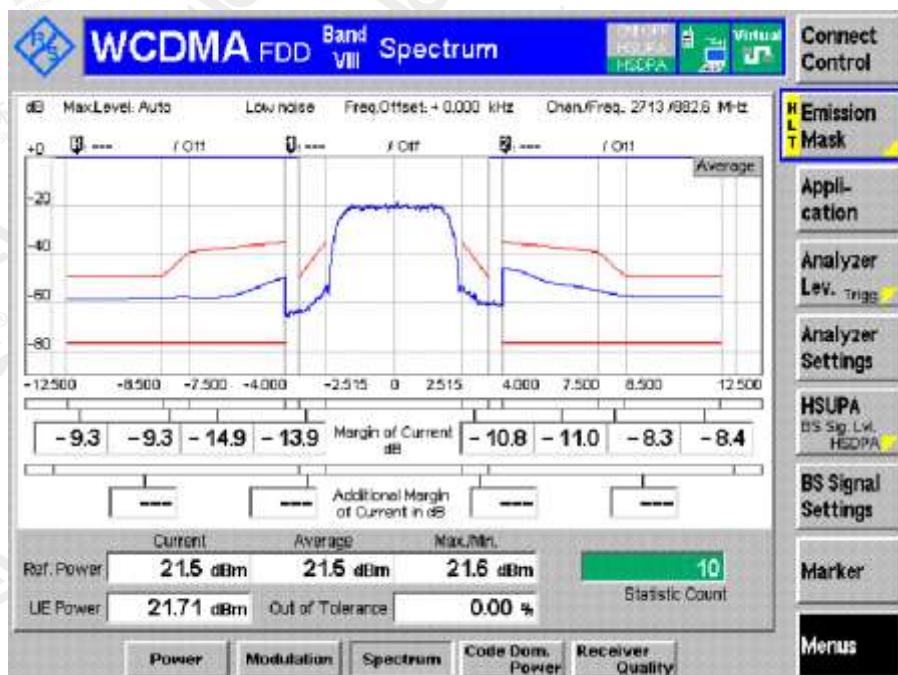 R/S
WCDMA FDD Band VIII Spectrum
HSUPA
HSDPA
Virtual
Connect Control
dB Max.Level: Auto Low noise Freq.Offset: + 0.000 kHz Chan./Freq. 2713 /882.6 MHz
HLT Emission Mask
+0 R: --- / Off 1: --- / Off 2: --- / Off
Average
-20
-40
-60
-80
-12.500 -8.500 -7.500 -4.000 -2.515 0 2.515 4.000 7.500 8.500 12.500
Appli-cation
Analyzer Lev. Trigg.
Analyzer Settings
- 9.3 - 9.3 - 14.9 - 13.9 Margin of Current dB - 10.8 - 11.0 - 8.3 - 8.4
HSUPA
BS Sig. Lvl.
HSDPA
--- --- Additional Margin of Current in dB --- ---
BS Signal Settings
Current Average Max./Min.
Ref. Power 21.5 dBm 21.5 dBm 21.6 dBm 10
Statistic Count
UE Power 21.71 dBm Out of Tolerance 0.00 %
Marker
Menus
Power Modulation Spectrum Code Dom. Power Receiver Quality